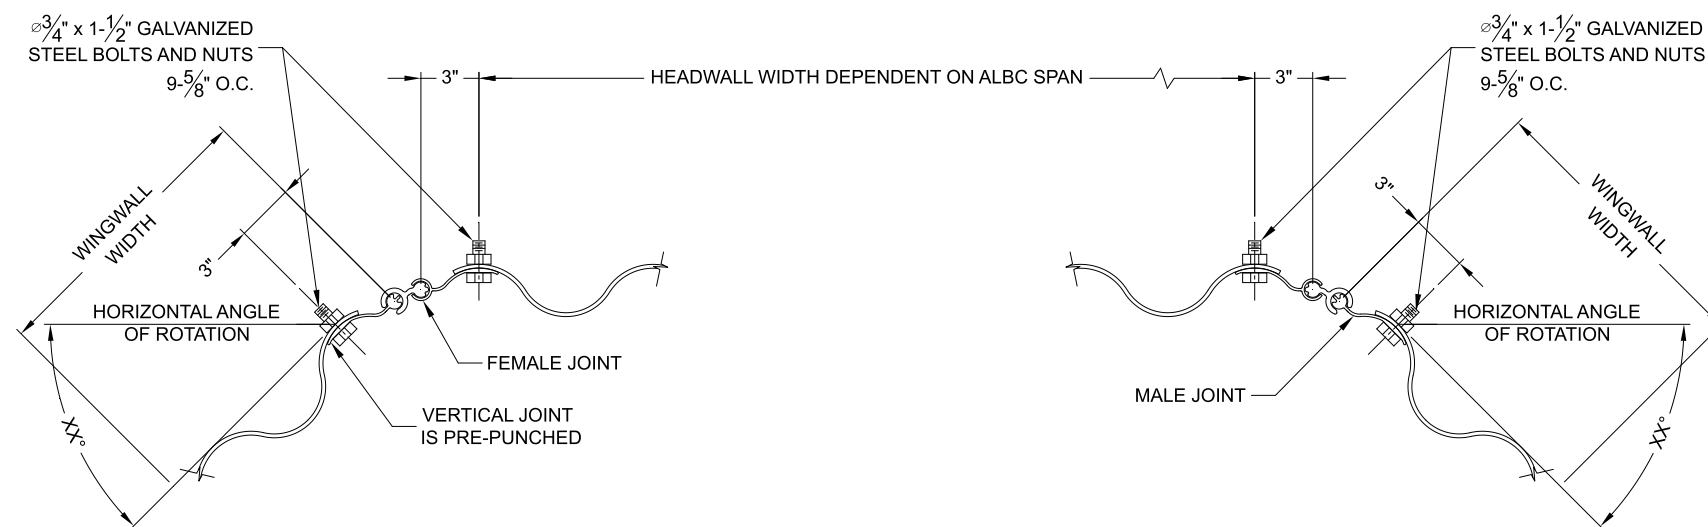 ⌀3/4" x 1-1/2" GALVANIZED
STEEL BOLTS AND NUTS
9-5/8" O.C.
3"
HEADWALL WIDTH DEPENDENT ON ALBC SPAN
3"
⌀3/4" x 1-1/2" GALVANIZED
STEEL BOLTS AND NUTS
9-5/8" O.C.
WINGWALL
WIDTH
3"
HORIZONTAL ANGLE
OF ROTATION
FEMALE JOINT
VERTICAL JOINT
IS PRE-PUNCHED
XX°
3"
WINGWALL
WIDTH
HORIZONTAL ANGLE
OF ROTATION
MALE JOINT
XX°